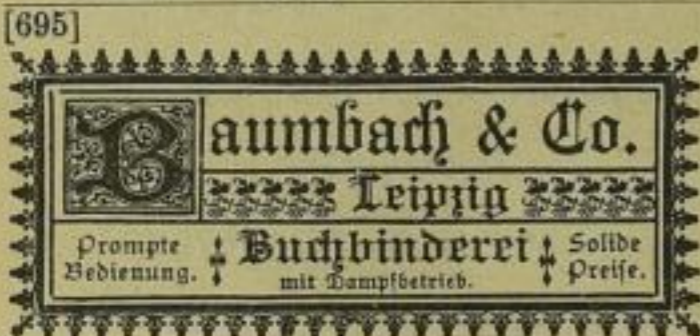 [695]
Baumbach & Co.
Leipzig
Prompte Bedienung.
Buchbinderei
mit Dampfbetrieb.
Solide Preise.